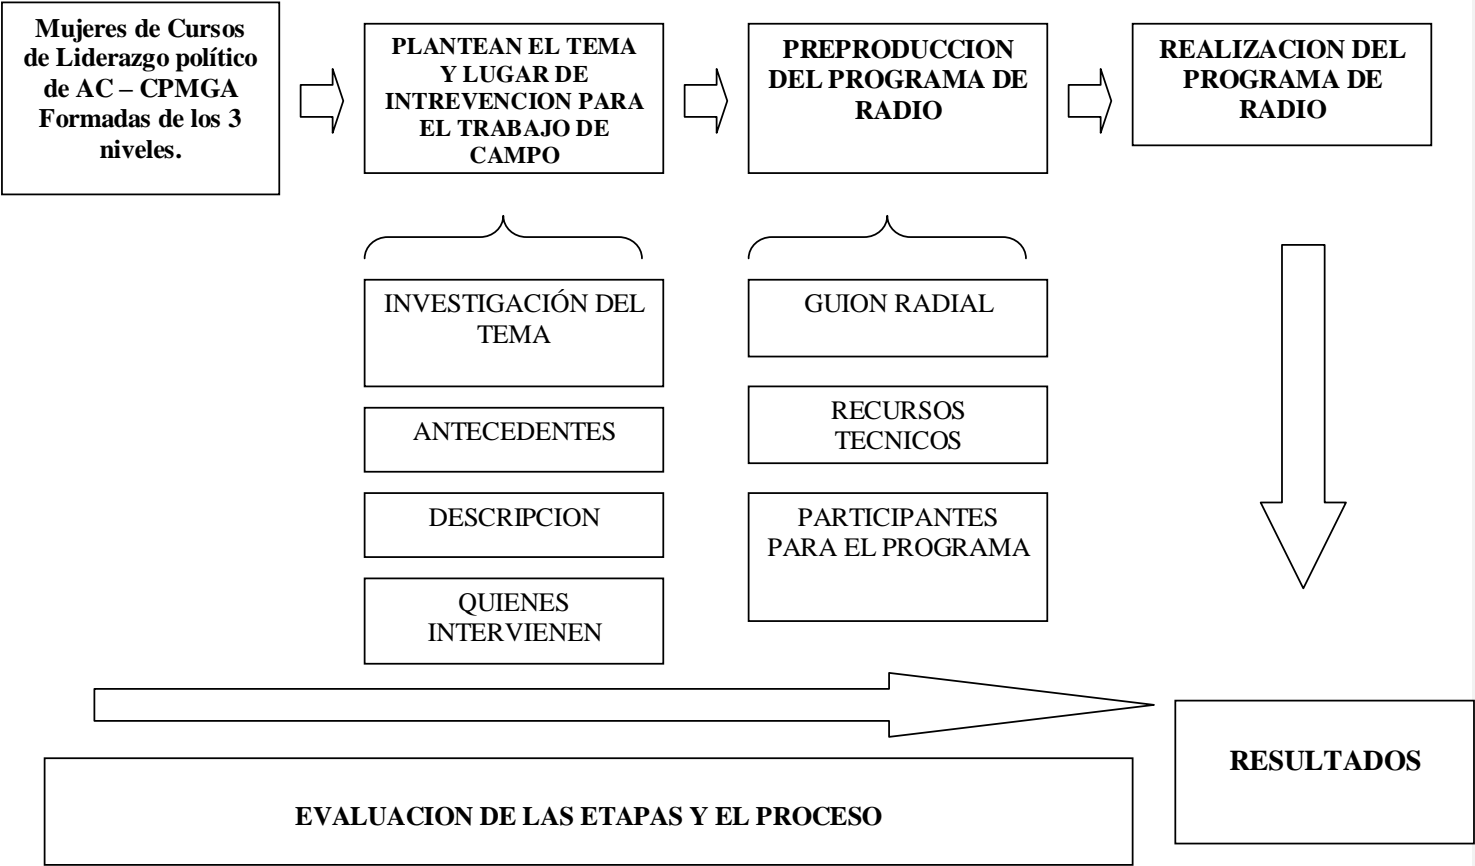 Mujeres de Cursos
de Liderazgo político
de AC – CPMGA
Formadas de los 3
niveles.
PLANTEAN EL TEMA
Y LUGAR DE
INTREVENCION PARA
EL TRABAJO DE
CAMPO
PREPRODUCCION
DEL PROGRAMA DE
RADIO
REALIZACION DEL
PROGRAMA DE
RADIO
INVESTIGACIÓN DEL
TEMA
ANTECEDENTES
DESCRIPCION
QUIENES
INTERVIENEN
GUION RADIAL
RECURSOS
TECNICOS
PARTICIPANTES
PARA EL PROGRAMA
RESULTADOS
EVALUACION DE LAS ETAPAS Y EL PROCESO